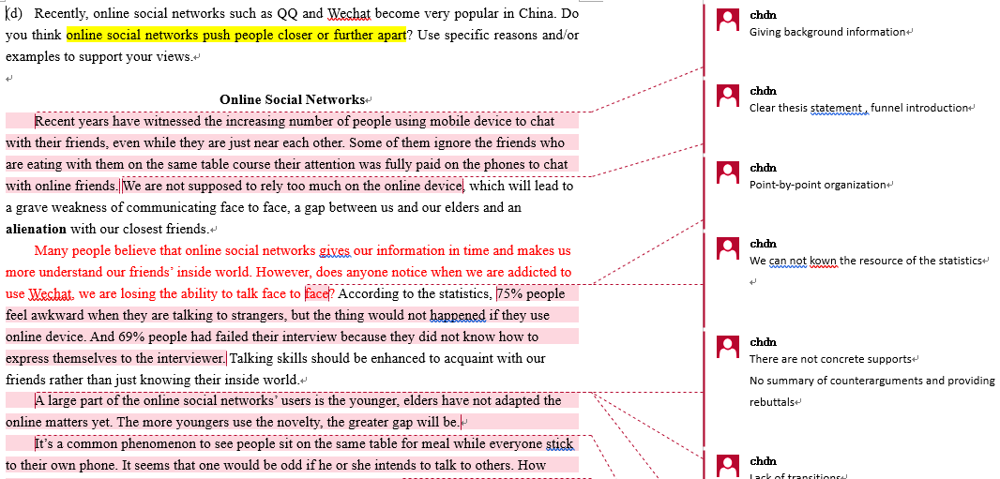 (d) Recently, online social networks such as QQ and Wechat become very popular in China. Do
you think online social networks push people closer or further apart? Use specific reasons and/or
examples to support your views.
Online Social Networks
Recent years have witnessed the increasing number of people using mobile device to chat
with their friends, even while they are just near each other. Some of them ignore the friends who
are eating with them on the same table course their attention was fully paid on the phones to chat
with online friends. We are not supposed to rely too much on the online device, which will lead to
a grave weakness of communicating face to face, a gap between us and our elders and an
alienation with our closest friends.
Many people believe that online social networks gives our information in time and makes us
more understand our friends' inside world. However, does anyone notice when we are addicted to
use Wechat, we are losing the ability to talk face to face? According to the statistics, 75% people
feel awkward when they are talking to strangers, but the thing would not happened if they use
online device. And 69% people had failed their interview because they did not know how to
express themselves to the interviewer. Talking skills should be enhanced to acquaint with our
friends rather than just knowing their inside world.
A large part of the online social networks' users is the younger, elders have not adapted the
online matters yet. The more youngers use the novelty, the greater gap will be.
It's a common phenomenon to see people sit on the same table for meal while everyone stick
to their own phone. It seems that one would be odd if he or she intends to talk to others. How
chdn
Giving background information
chdn
Clear thesis statement , funnel introduction
chdn
Point-by-point organization
chdn
We can not kown the resource of the statistics
chdn
There are not concrete supports
No summary of counterarguments and providing
rebuttals
chdn
Lack of transitions